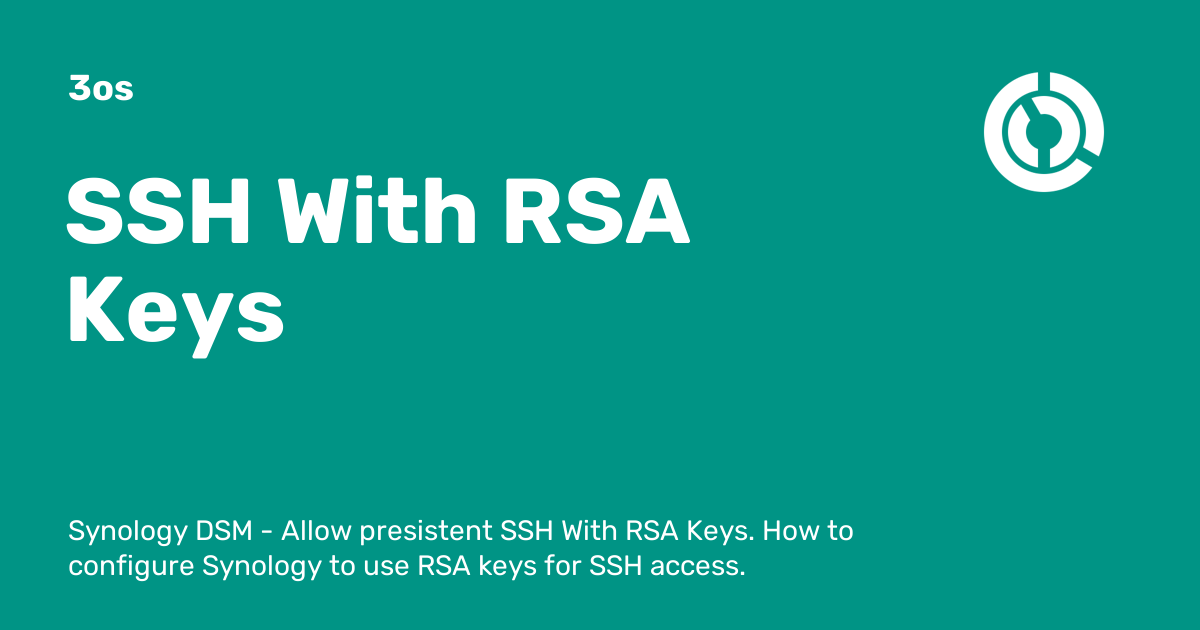 3os
SSH With RSA
Keys
Synology DSM - Allow presistent SSH With RSA Keys. How to
configure Synology to use RSA keys for SSH access.